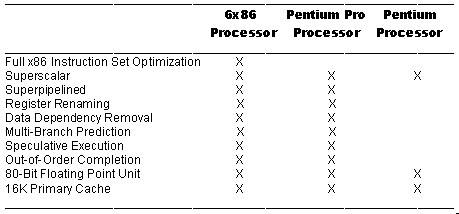 6x86 Pentium Pro Pentium
Processor Processor Processor
Full x86 Instruction Set Optimization X
Superscalar X X X
Superpipelined X X
Register Renaming X X
Data Dependency Removal X X
Multi-Branch Prediction X X
Speculative Execution X X
Out-of-Order Completion X X
80-Bit Floating Point Unit X X X
16K Primary Cache X X X